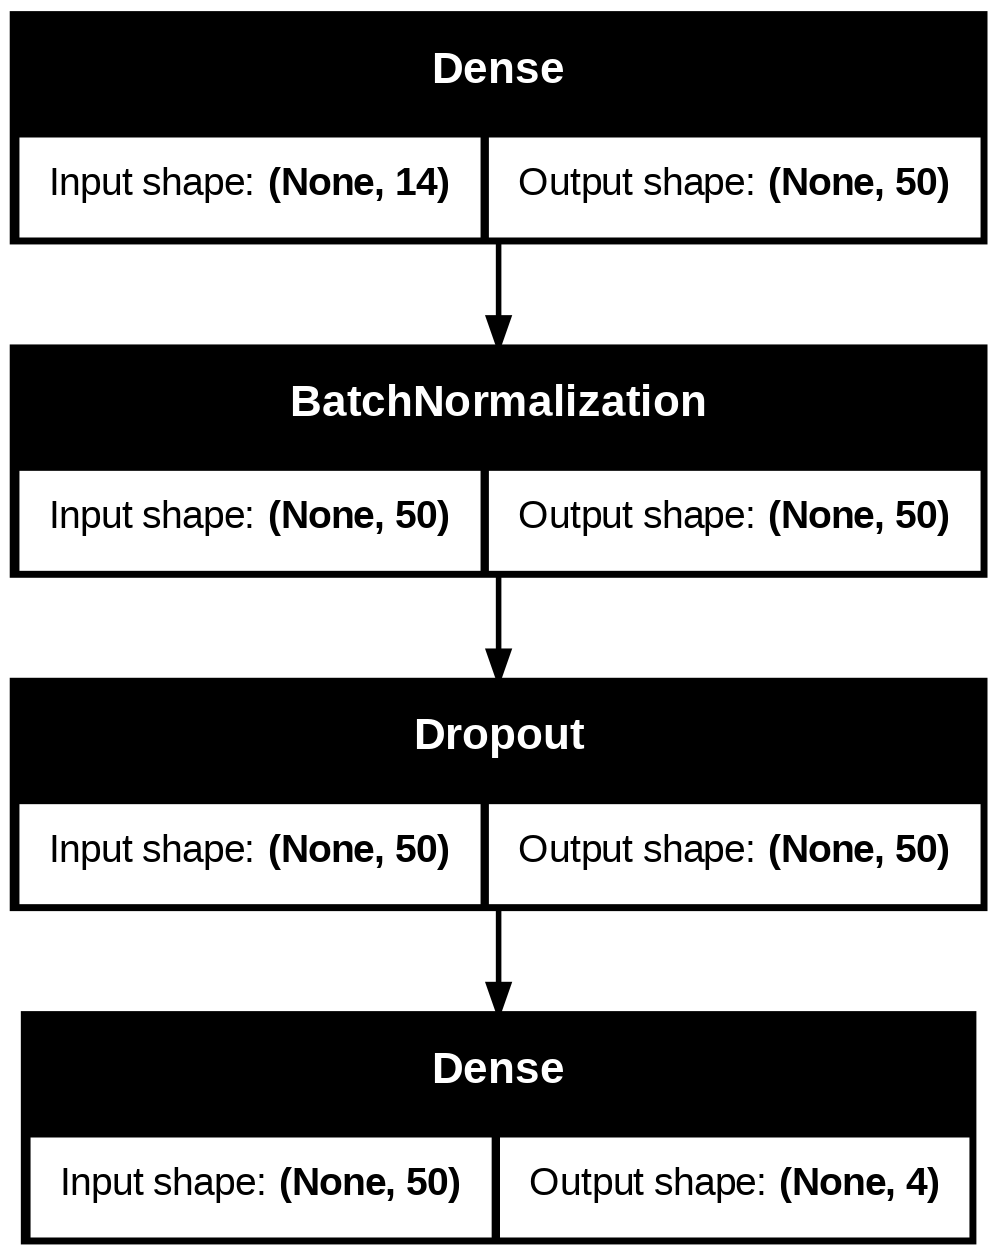 Dense
Input shape: (None, 14) Output shape: (None, 50)
BatchNormalization
Input shape: (None, 50) Output shape: (None, 50)
Dropout
Input shape: (None, 50) Output shape: (None, 50)
Dense
Input shape: (None, 50) Output shape: (None, 4)